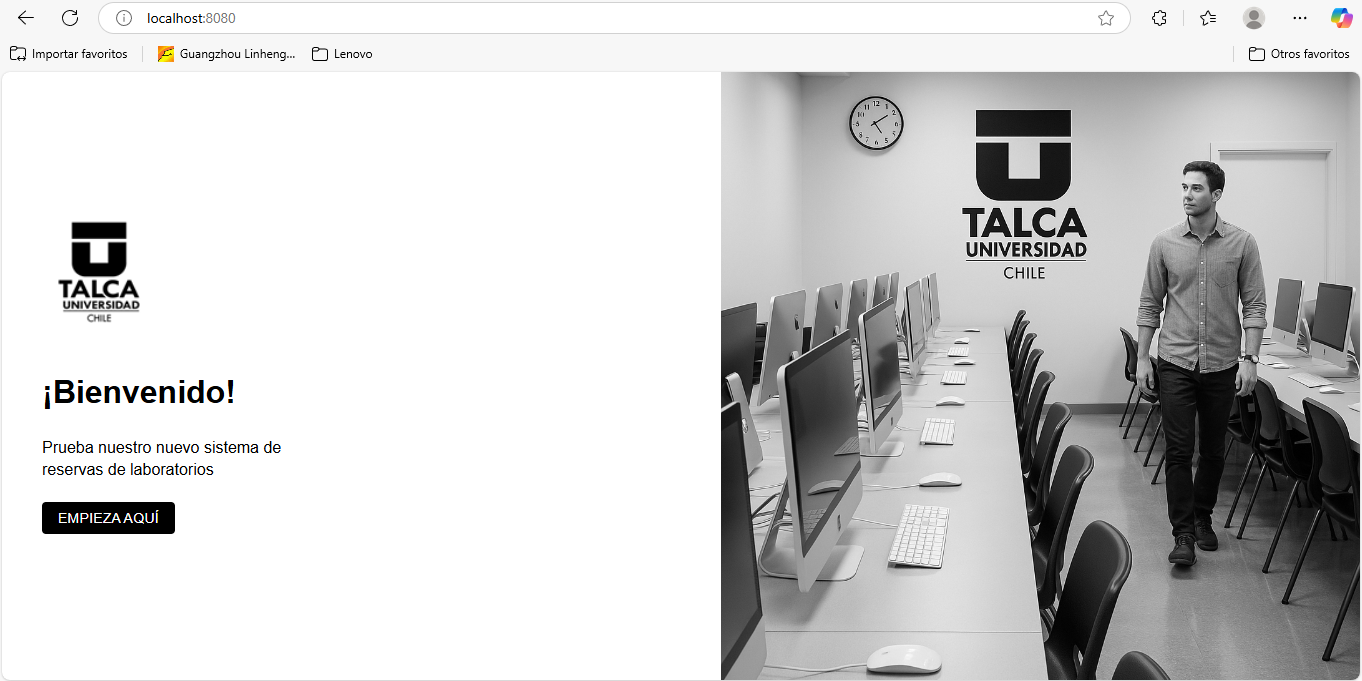 localhost:8080
Importar favoritos
Guangzhou Linheng...
Lenovo
Otros favoritos
TALCA
UNIVERSIDAD
CHILE
¡Bienvenido!
Prueba nuestro nuevo sistema de
reservas de laboratorios
EMPIEZA AQUÍ
TALCA
UNIVERSIDAD
CHILE